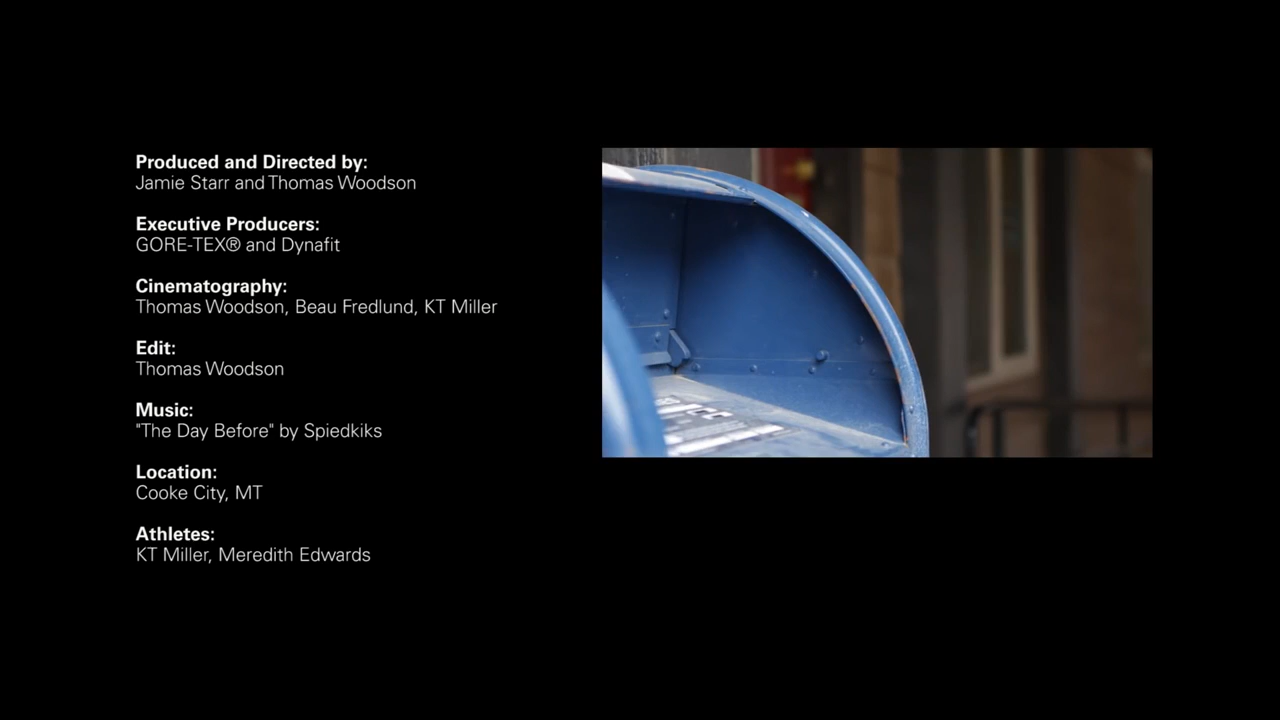 Produced and Directed by:
Jamie Starr and Thomas Woodson
Executive Producers:
GORE-TEX® and Dynafit
Cinematography:
Thomas Woodson, Beau Fredlund, KT Miller
Edit:
Thomas Woodson
Music:
"The Day Before" by Spiedkiks
Location:
Cooke City, MT
Athletes:
KT Miller, Meredith Edwards